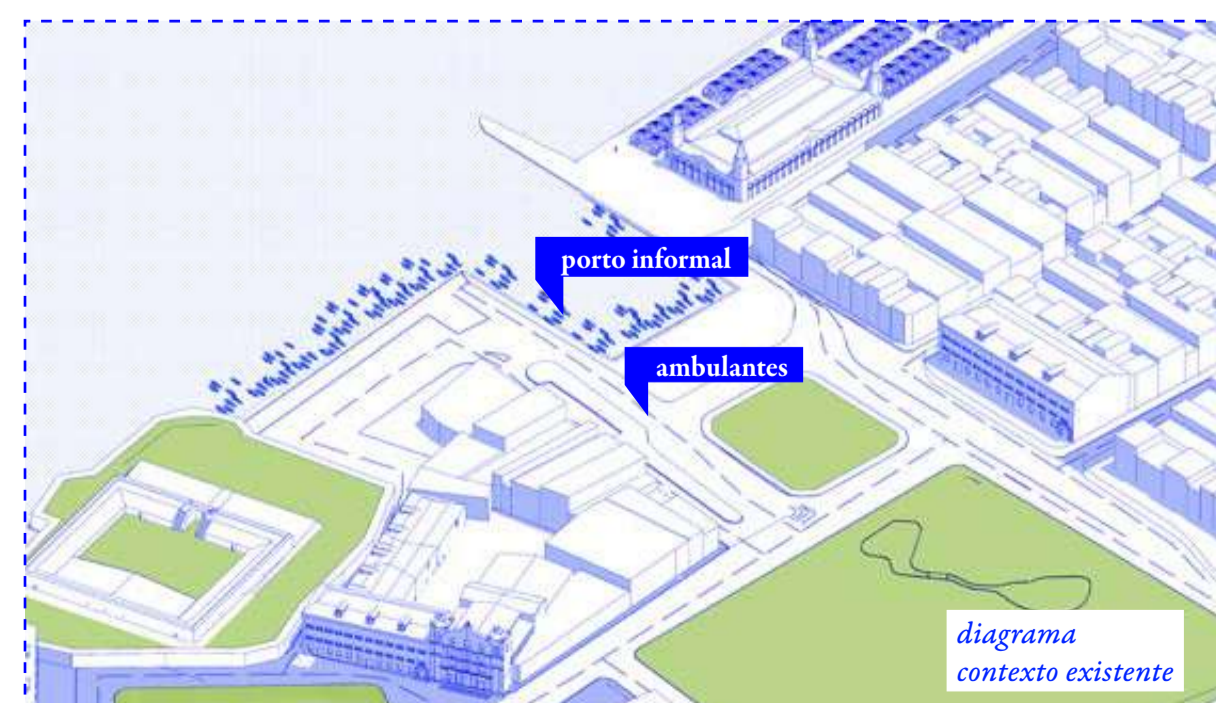 porto informal
ambulantes
diagrama
contexto existente